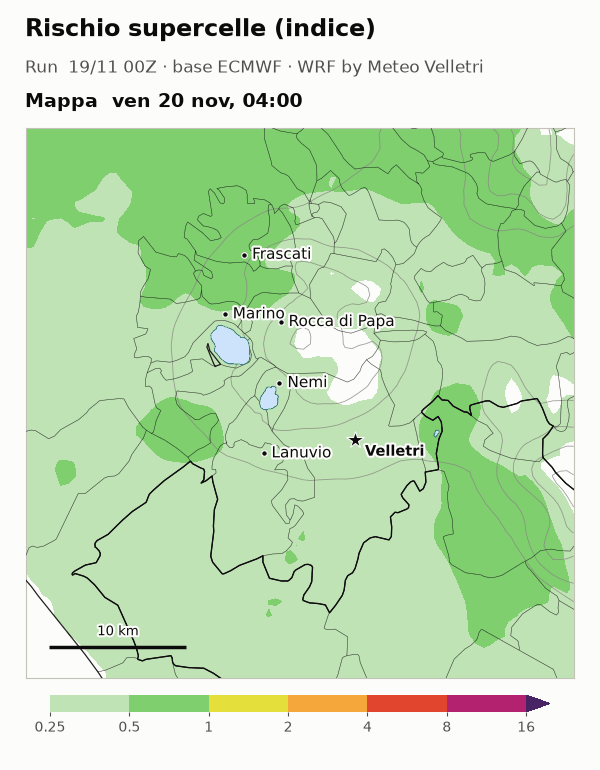 Rischio supercelle (indice)
Run  19/11 00Z · base ECMWF · WRF by Meteo Velletri
Mappa  ven 20 nov, 04:00
Frascati
Marino
Rocca di Papa
Nemi
Velletri
Lanuvio
10 km
0.25 0.5 1 2 4 8 16